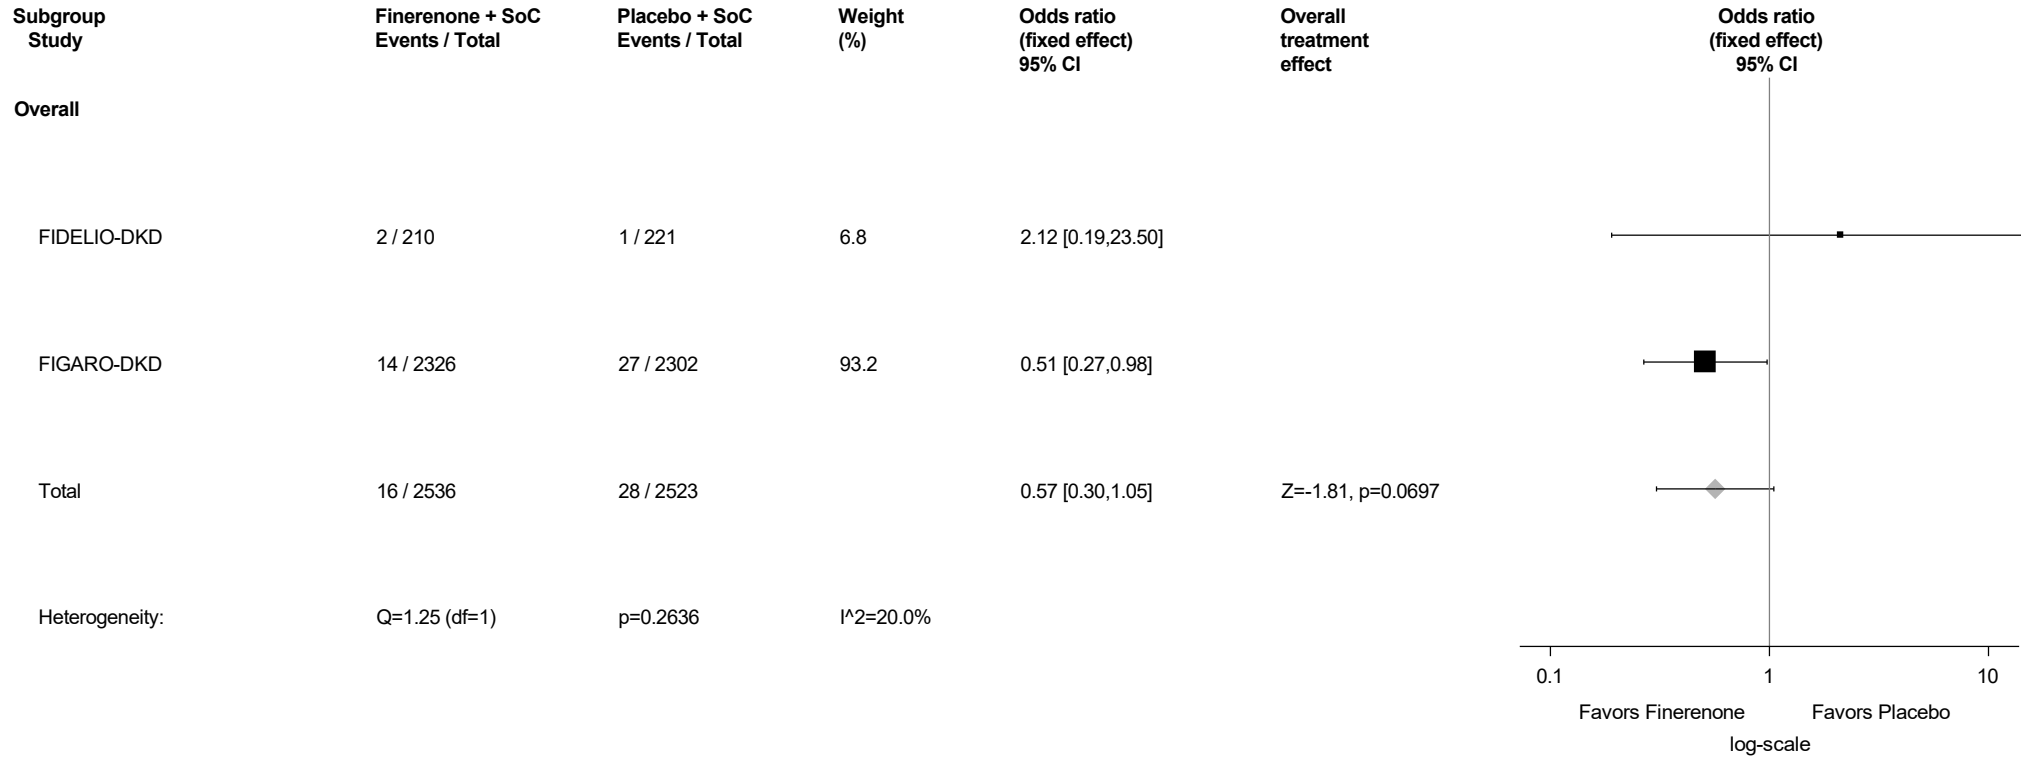 Subgroup Finerenone + SoC Placebo + SoC Weight Odds ratio Overall Odds ratio
Study Events / Total Events / Total (%) (fixed effect) treatment (fixed effect)
95% CI effect 95% CI
Overall
FIDELIO-DKD 2 / 210 1 / 221 6.8 2.12 [0.19,23.50]
FIGARO-DKD 14 / 2326 27 / 2302 93.2 0.51 [0.27,0.98]
Total 16 / 2536 28 / 2523 0.57 [0.30,1.05] Z=-1.81, p=0.0697
Heterogeneity: Q=1.25 (df=1) p=0.2636 I^2=20.0%
0.1 1 10
Favors Finerenone Favors Placebo
log-scale